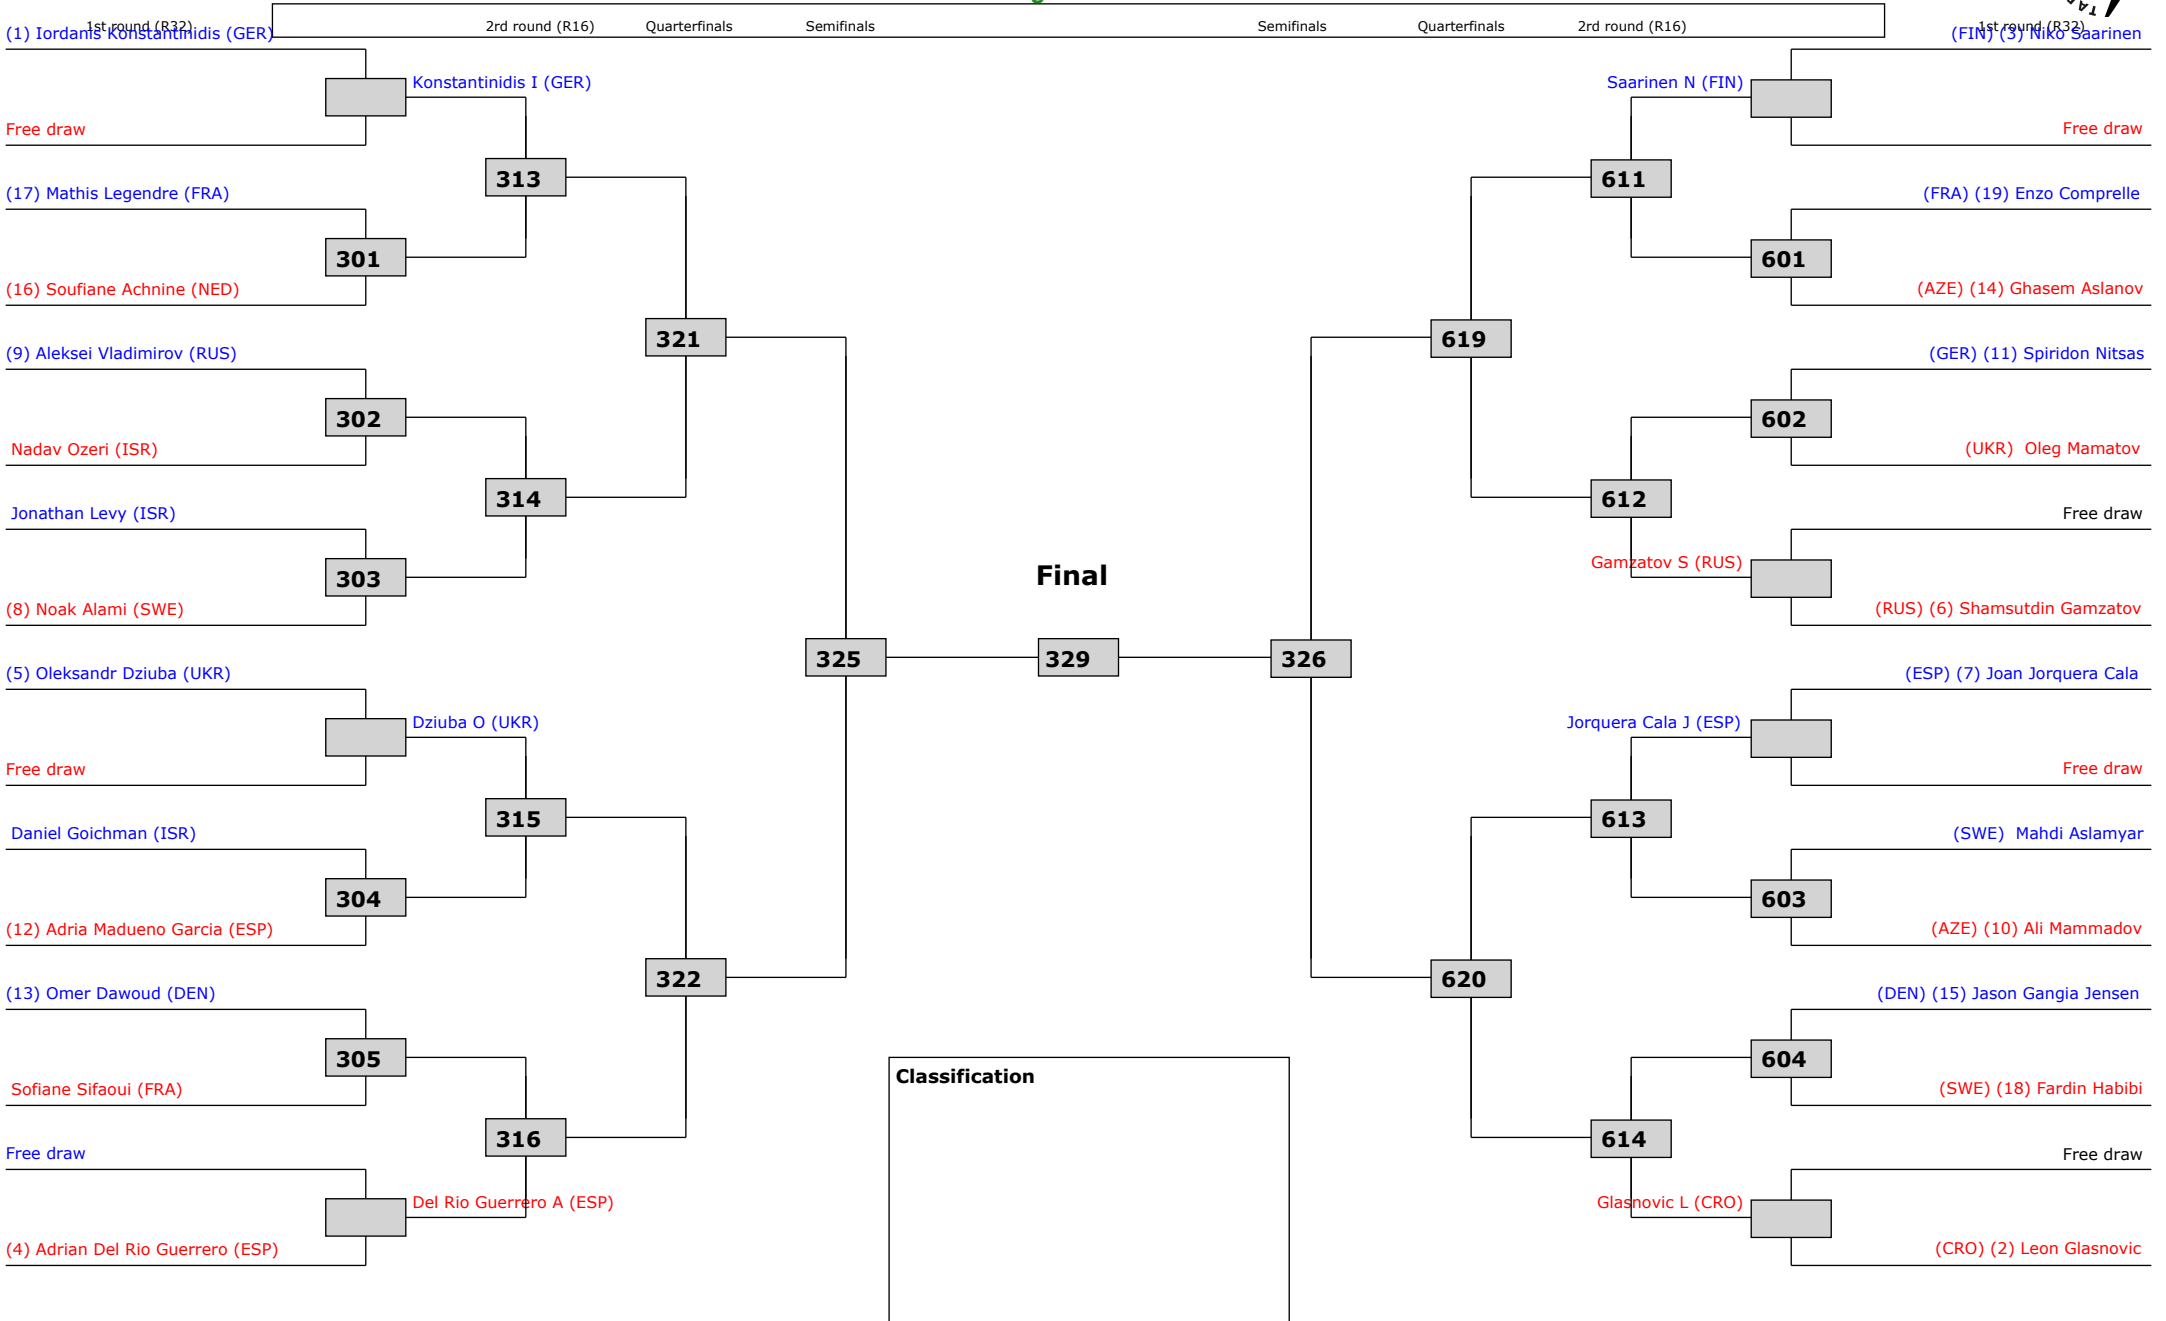 1st round (R32)
2rd round (R16)
Quarterfinals
Semifinals
Semifinals
Quarterfinals
2rd round (R16)
1st round (R32)
(1) Iordanis Konstantinidis (GER)
Konstantinidis I (GER)
Free draw
313
(17) Mathis Legendre (FRA)
301
(16) Soufiane Achnine (NED)
321
(9) Aleksei Vladimirov (RUS)
302
Nadav Ozeri (ISR)
314
Jonathan Levy (ISR)
303
(8) Noak Alami (SWE)
325
(5) Oleksandr Dziuba (UKR)
Dziuba O (UKR)
Free draw
315
Daniel Goichman (ISR)
304
(12) Adria Madueno Garcia (ESP)
322
(13) Omer Dawoud (DEN)
305
Sofiane Sifaoui (FRA)
316
Free draw
Del Rio Guerrero A (ESP)
(4) Adrian Del Rio Guerrero (ESP)
Final
329
Classification
(FIN) (3) Niko Saarinen
Saarinen N (FIN)
Free draw
611
(FRA) (19) Enzo Comprelle
601
(AZE) (14) Ghasem Aslanov
619
(GER) (11) Spiridon Nitsas
602
(UKR) Oleg Mamatov
612
Free draw
Gamzatov S (RUS)
(RUS) (6) Shamsutdin Gamzatov
326
(ESP) (7) Joan Jorquera Cala
Jorquera Cala J (ESP)
Free draw
613
(SWE) Mahdi Aslamyar
603
(AZE) (10) Ali Mammadov
620
(DEN) (15) Jason Gangia Jensen
604
(SWE) (18) Fardin Habibi
614
Free draw
Glasnovic L (CRO)
(CRO) (2) Leon Glasnovic